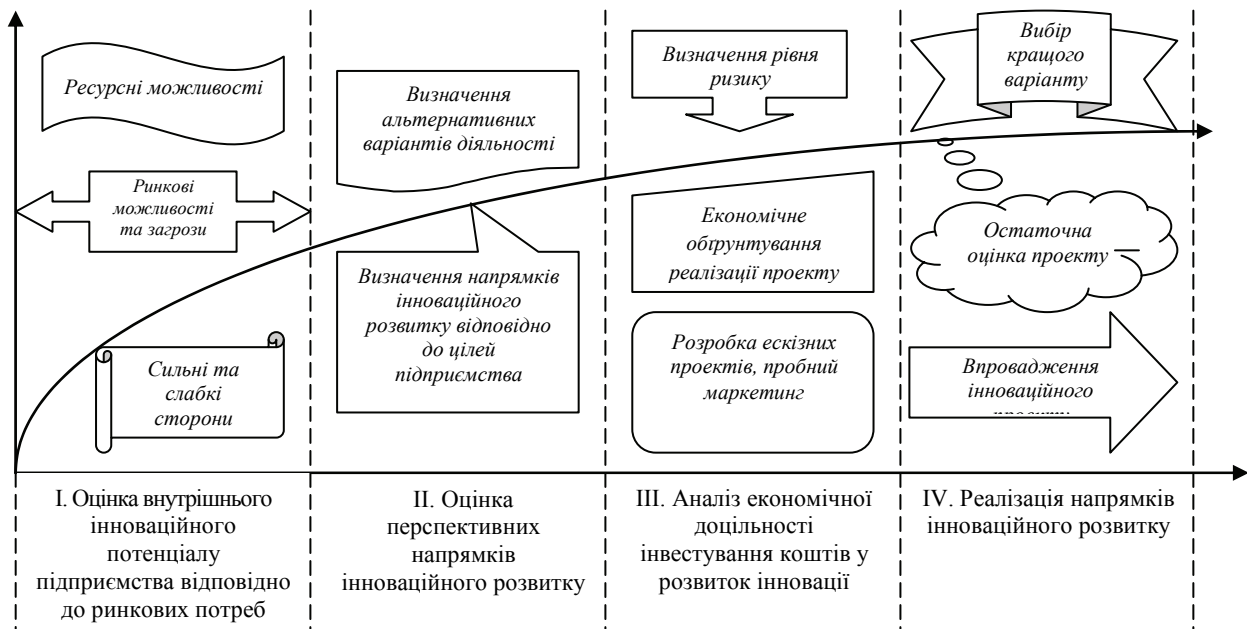 Ресурсні можливості
Ринкові
можливості
та загрози
Сильні та
слабкі
сторони
Визначення
альтернативних
варіантів діяльності
Визначення напрямків
інноваційного
розвитку відповідно
до цілей
підприємства
Визначення рівня
ризику
Економічне
обґрунтування
реалізації проекту
Розробка ескізних
проектів, пробний
маркетинг
Вибір
кращого
варіанту
Остаточна
оцінка проекту
Впровадження
інноваційного
I. Оцінка внутрішнього
інноваційного
потенціалу
підприємства відповідно
до ринкових потреб
II. Оцінка
перспективних
напрямків
інноваційного розвитку
III. Аналіз економічної
доцільності
інвестування коштів у
розвиток інновації
IV. Реалізація напрямків
інноваційного розвитку